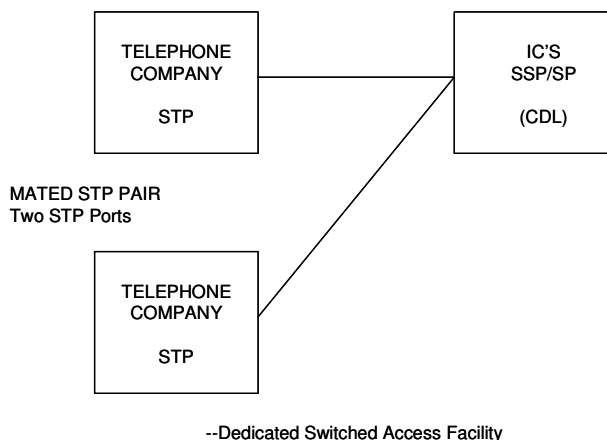 TELEPHONE
COMPANY
STP
IC'S
SSP/SP
(CDL)
MATED STP PAIR
Two STP Ports
TELEPHONE
COMPANY
STP
--Dedicated Switched Access Facility